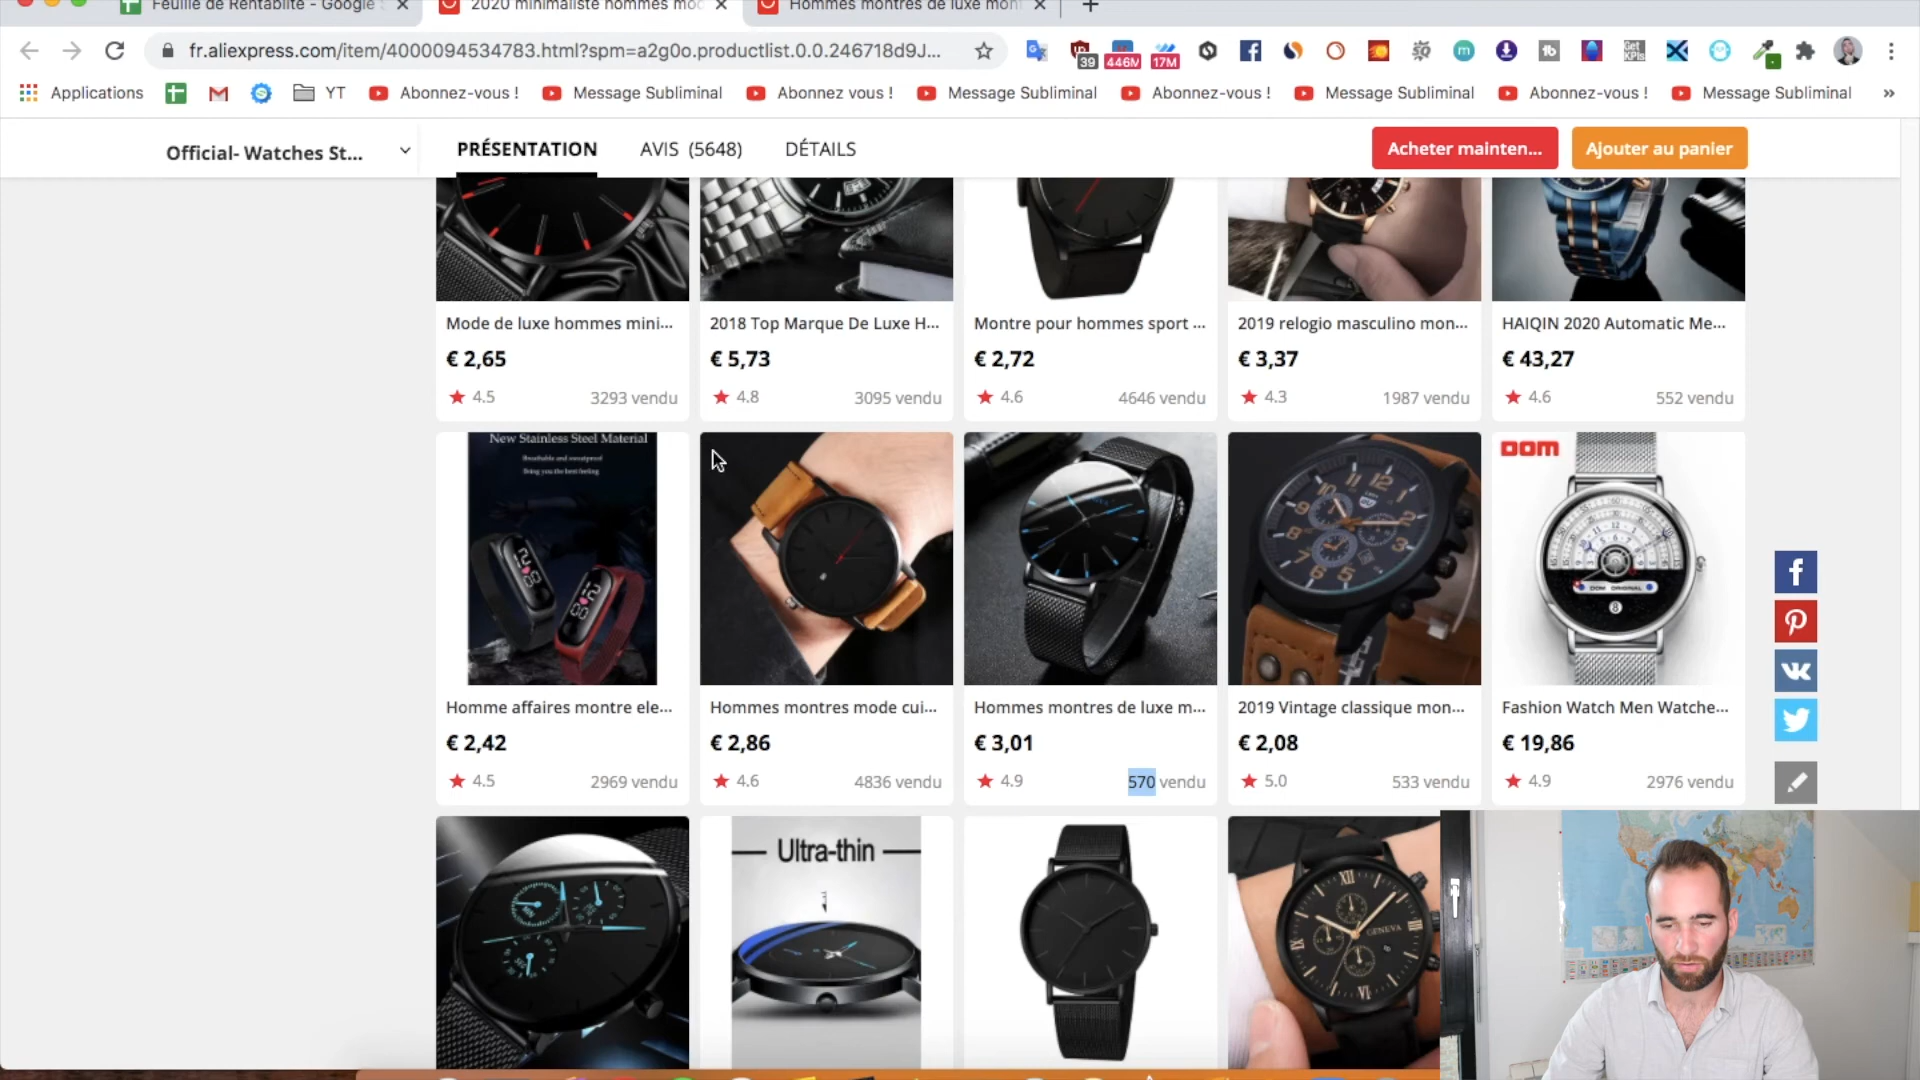 Feuille de Rentabilité - Google
2020 minimaliste hommes mod
Hommes montres de luxe mont
fr.aliexpress.com/item/4000094534783.html?spm=a2g0o.productlist.0.0.246718d9J...
39
446M
17M
Get KPIs
Applications
YT
Abonnez-vous !
Message Subliminal
Abonnez vous !
Message Subliminal
Abonnez-vous !
Message Subliminal
Abonnez-vous !
Message Subliminal
»
Official- Watches St...
PRÉSENTATION
AVIS (5648)
DÉTAILS
Acheter mainten...
Ajouter au panier
Mode de luxe hommes mini...
€ 2,65
4.5
3293 vendu
2018 Top Marque De Luxe H...
€ 5,73
4.8
3095 vendu
Montre pour hommes sport ...
€ 2,72
4.6
4646 vendu
2019 relogio masculino mon...
€ 3,37
4.3
1987 vendu
HAIQIN 2020 Automatic Me...
€ 43,27
4.6
552 vendu
New Stainless Steel Material
Breathable and sweatproof
Bring you the best feeling
DOM
Homme affaires montre ele...
€ 2,42
4.5
2969 vendu
Hommes montres mode cui...
€ 2,86
4.6
4836 vendu
Hommes montres de luxe m...
€ 3,01
4.9
570 vendu
2019 Vintage classique mon...
€ 2,08
5.0
533 vendu
Fashion Watch Men Watche...
€ 19,86
4.9
2976 vendu
Ultra-thin
GENEVA